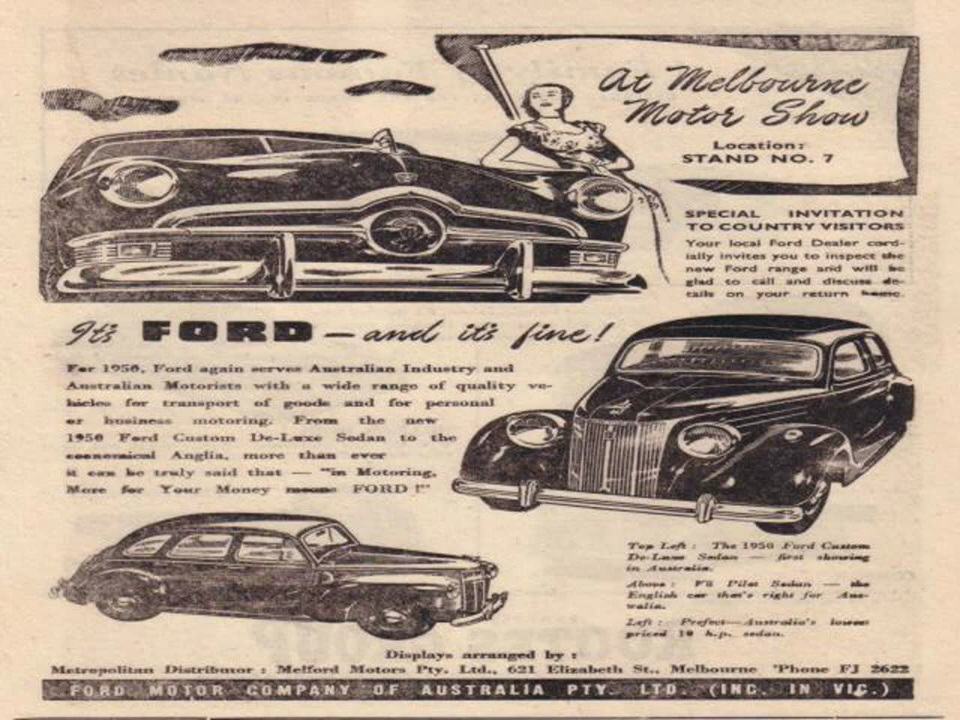 At Melbourne
Motor Show
Location:
STAND NO. 7
SPECIAL INVITATION
TO COUNTRY VISITORS
Your local Ford Dealer cord-
ially invites you to inspect the
new Ford range and will be
glad to call and discuss de-
tails on your return home.
It's FORD — and it's fine!
For 1950, Ford again serves Australian Industry and
Australian Motorists with a wide range of quality ve-
hicles for transport of goods and for personal
or business motoring. From the new
1950 Ford Custom De-Luxe Sedan to the
economical Anglia, more than ever
it can be truly said that — "in Motoring,
More for Your Money means FORD!"
Top Left: The 1950 Ford Custom
De-Luxe Sedan — first showing
in Australia.
Above: V8 Pilot Sedan — the
English car that's right for Aus-
tralia.
Left: Prefect—Australia's lowest
priced 10 h.p. sedan.
Displays arranged by:
Metropolitan Distributor: Melford Motors Pty. Ltd., 621 Elizabeth St., Melbourne 'Phone FJ 2622
FORD MOTOR COMPANY OF AUSTRALIA PTY. LTD. (INC. IN VIC.)